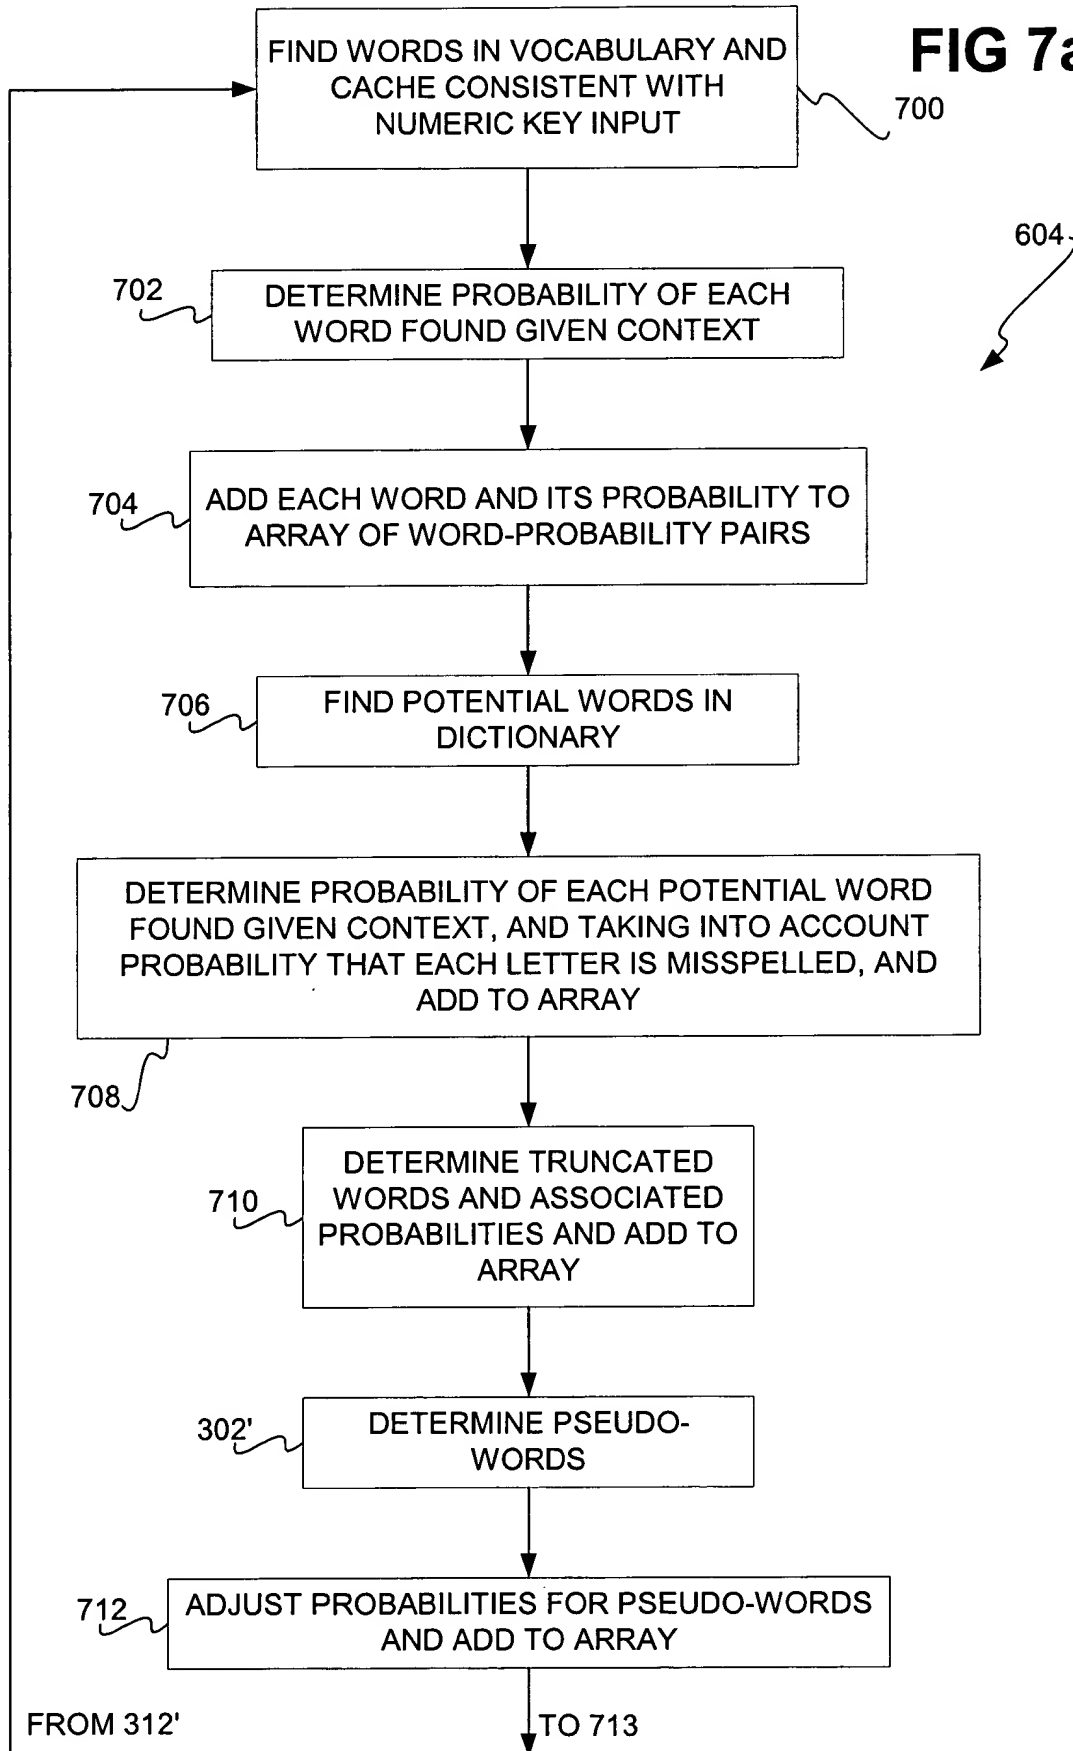 FIG 7a
FIND WORDS IN VOCABULARY AND
CACHE CONSISTENT WITH
NUMERIC KEY INPUT
700
604
702
DETERMINE PROBABILITY OF EACH
WORD FOUND GIVEN CONTEXT
704
ADD EACH WORD AND ITS PROBABILITY TO
ARRAY OF WORD-PROBABILITY PAIRS
706
FIND POTENTIAL WORDS IN
DICTIONARY
DETERMINE PROBABILITY OF EACH POTENTIAL WORD
FOUND GIVEN CONTEXT, AND TAKING INTO ACCOUNT
PROBABILITY THAT EACH LETTER IS MISSPELLED, AND
ADD TO ARRAY
708
710
DETERMINE TRUNCATED
WORDS AND ASSOCIATED
PROBABILITIES AND ADD TO
ARRAY
302'
DETERMINE PSEUDO-
WORDS
712
ADJUST PROBABILITIES FOR PSEUDO-WORDS
AND ADD TO ARRAY
FROM 312'
TO 713